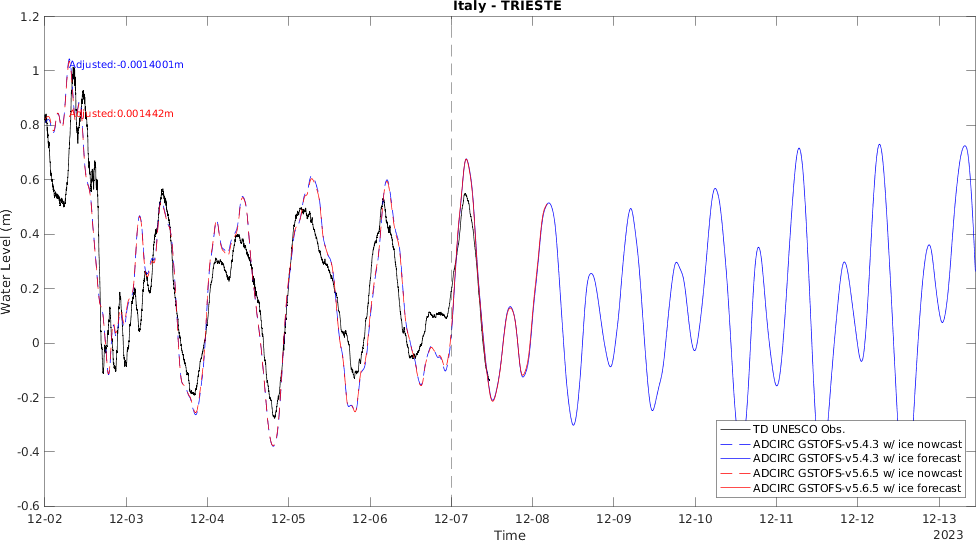 Italy - TRIESTE
1.2
1
0.8
0.6
0.4
0.2
0
-0.2
-0.4
-0.6
Water Level (m)
Adjusted:-0.0014001m
Adjusted:0.001442m
TD UNESCO Obs.
ADCIRC GSTOFS-v5.4.3 w/ ice nowcast
ADCIRC GSTOFS-v5.4.3 w/ ice forecast
ADCIRC GSTOFS-v5.6.5 w/ ice nowcast
ADCIRC GSTOFS-v5.6.5 w/ ice forecast
12-02 12-03 12-04 12-05 12-06 12-07 12-08 12-09 12-10 12-11 12-12 12-13
Time
2023